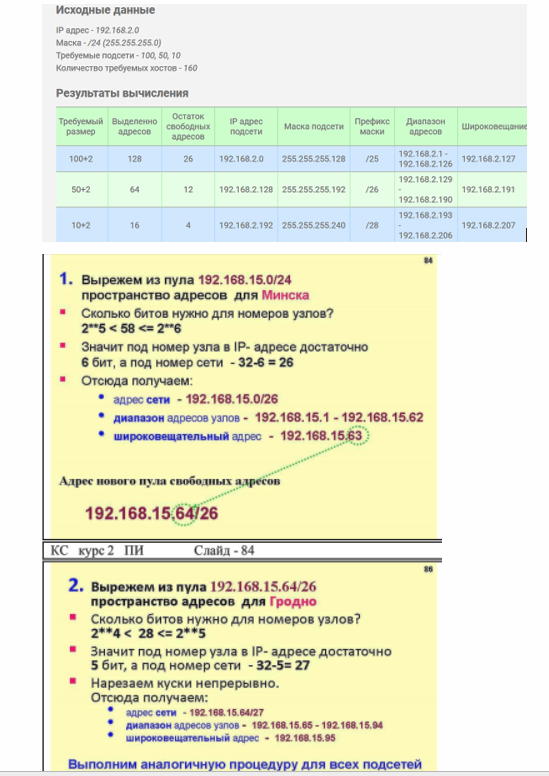 Исходные данные
IP адрес - 192.168.2.0
Маска - /24 (255.255.255.0)
Требуемые подсети - 100, 50, 10
Количество требуемых хостов - 160
Результаты вычисления
Требуемый размер Выделенно адресов Остаток свободных адресов IP адрес подсети Маска подсети Префикс маски Диапазон адресов Широковещание
100+2 128 26 192.168.2.0 255.255.255.128 /25 192.168.2.1 - 192.168.2.126 192.168.2.127
50+2 64 12 192.168.2.128 255.255.255.192 /26 192.168.2.129 - 192.168.2.190 192.168.2.191
10+2 16 4 192.168.2.192 255.255.255.240 /28 192.168.2.193 - 192.168.2.206 192.168.2.207
84
1. Вырежем из пула 192.168.15.0/24
пространство адресов для Минска
Сколько битов нужно для номеров узлов?
2**5 < 58 <= 2**6
Значит под номер узла в IP- адресе достаточно
6 бит, а под номер сети - 32-6 = 26
Отсюда получаем:
адрес сети - 192.168.15.0/26
диапазон адресов узлов - 192.168.15.1 - 192.168.15.62
широковещательный адрес - 192.168.15.63
Адрес нового пула свободных адресов
192.168.15.64/26
КС курс 2 ПИ Слайд - 84
86
2. Вырежем из пула 192.168.15.64/26
пространство адресов для Гродно
Сколько битов нужно для номеров узлов?
2**4 < 28 <= 2**5
Значит под номер узла в IP- адресе достаточно
5 бит, а под номер сети - 32-5= 27
Нарезаем куски непрерывно.
Отсюда получаем:
адрес сети - 192.168.15.64/27
диапазон адресов узлов - 192.168.15.65 - 192.168.15.94
широковещательный адрес - 192.168.15.95
Выполним аналогичную процедуру для всех подсетей